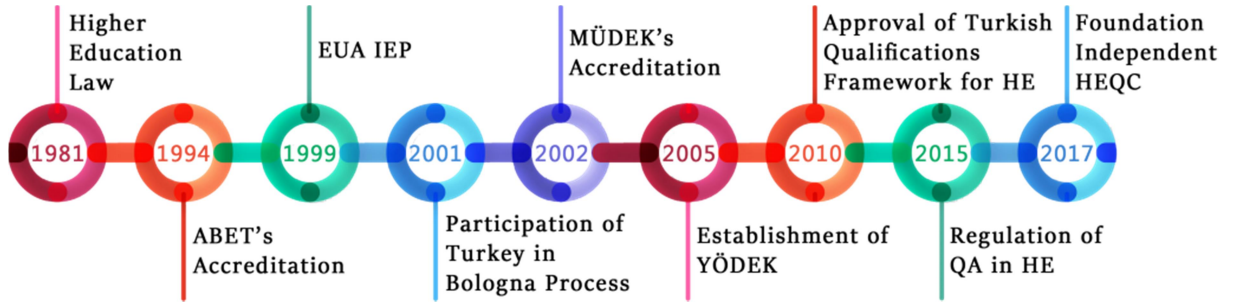 Higher
Education
Law
EUA IEP
MÜDEK's
Accreditation
Approval of Turkish
Qualifications
Framework for HE
Foundation
Independent
HEQC
1981
1994
1999
2001
2002
2005
2010
2015
2017
ABET's
Accreditation
Participation of
Turkey in
Bologna Process
Establishment of
YÖDEK
Regulation of
QA in HE